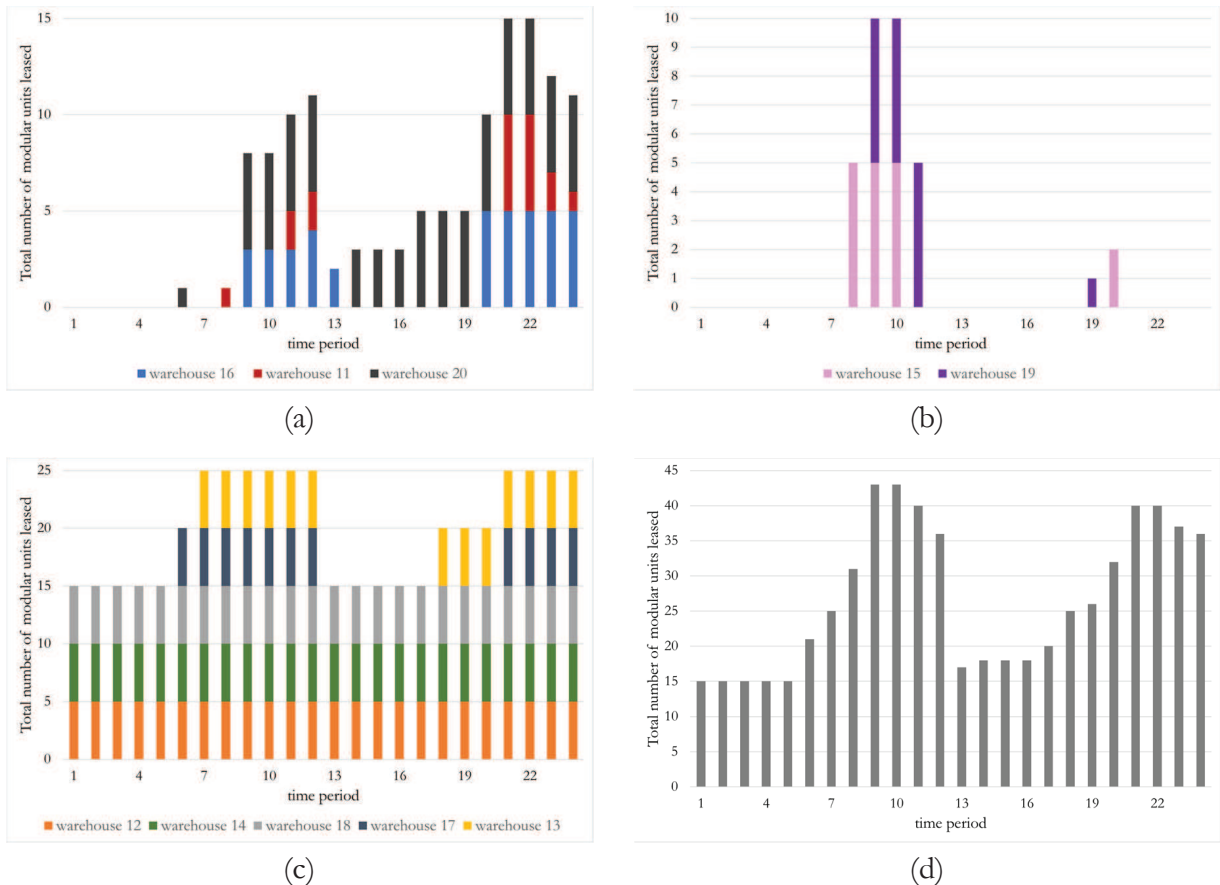 Total number of modular units leased
15
10
5
0
1 4 7 10 13 16 19 22
time period
warehouse 16 warehouse 11 warehouse 20
(a)
Total number of modular units leased
10
9
8
7
6
5
4
3
2
1
0
1 4 7 10 13 16 19 22
time period
warehouse 15 warehouse 19
(b)
Total number of modular units leased
25
20
15
10
5
0
1 4 7 10 13 16 19 22
time period
warehouse 12 warehouse 14 warehouse 18 warehouse 17 warehouse 13
(c)
Total number of modular units leased
45
40
35
30
25
20
15
10
5
0
1 4 7 10 13 16 19 22
time period
(d)